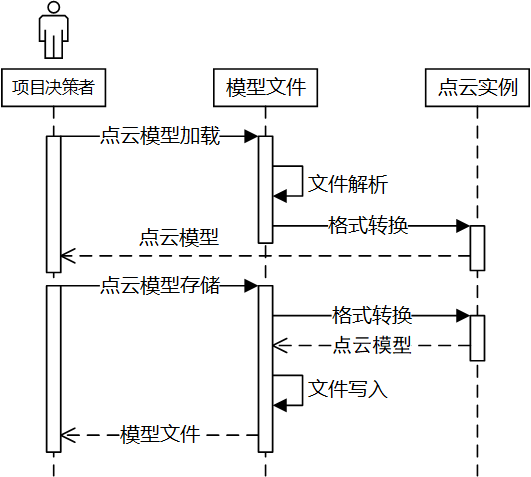 项目决策者
模型文件
点云实例
点云模型加载
文件解析
格式转换
点云模型
点云模型存储
格式转换
点云模型
文件写入
模型文件